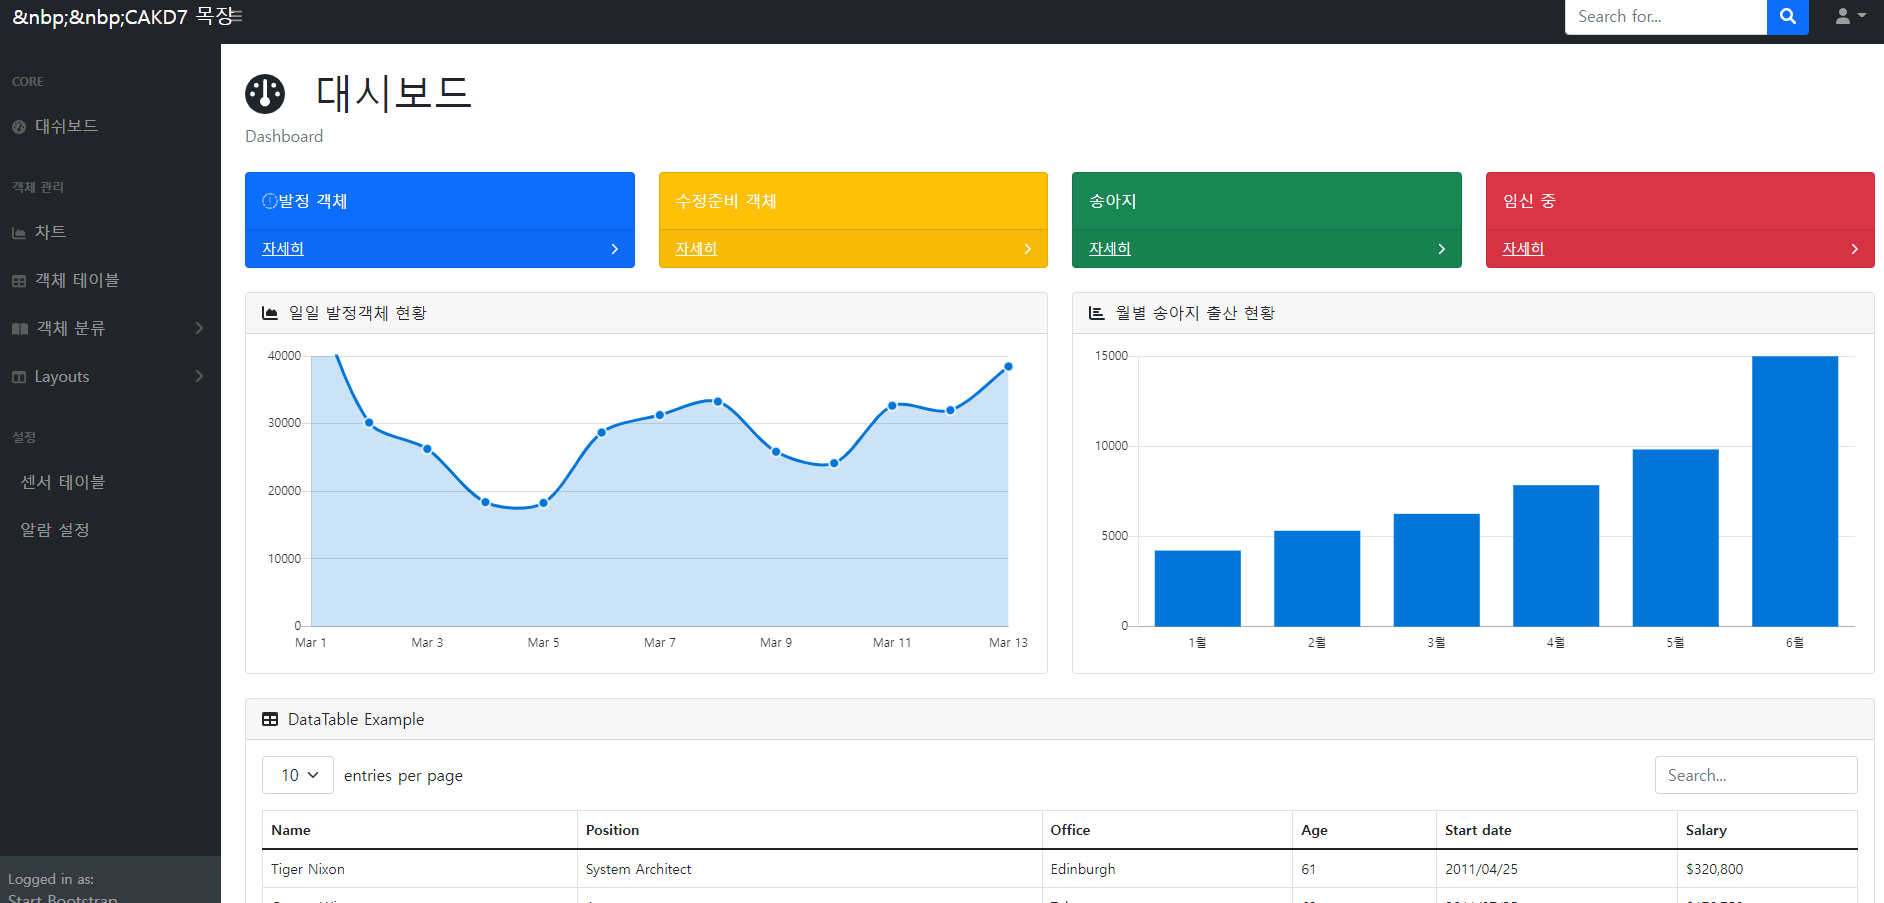 &nbp;&nbp;CAKD7 목장
Search for...
CORE
대쉬보드
객체 관리
차트
객체 테이블
객체 분류
Layouts
설정
센서 테이블
알람 설정
Logged in as:
Start Bootstrap
대시보드
Dashboard
발정 객체
자세히
수정준비 객체
자세히
송아지
자세히
임신 중
자세히
일일 발정객체 현황
40000
30000
20000
10000
0
Mar 1 Mar 3 Mar 5 Mar 7 Mar 9 Mar 11 Mar 13
월별 송아지 출산 현황
15000
10000
5000
0
1월 2월 3월 4월 5월 6월
DataTable Example
10 entries per page
Search...
Name Position Office Age Start date Salary
Tiger Nixon System Architect Edinburgh 61 2011/04/25 $320,800